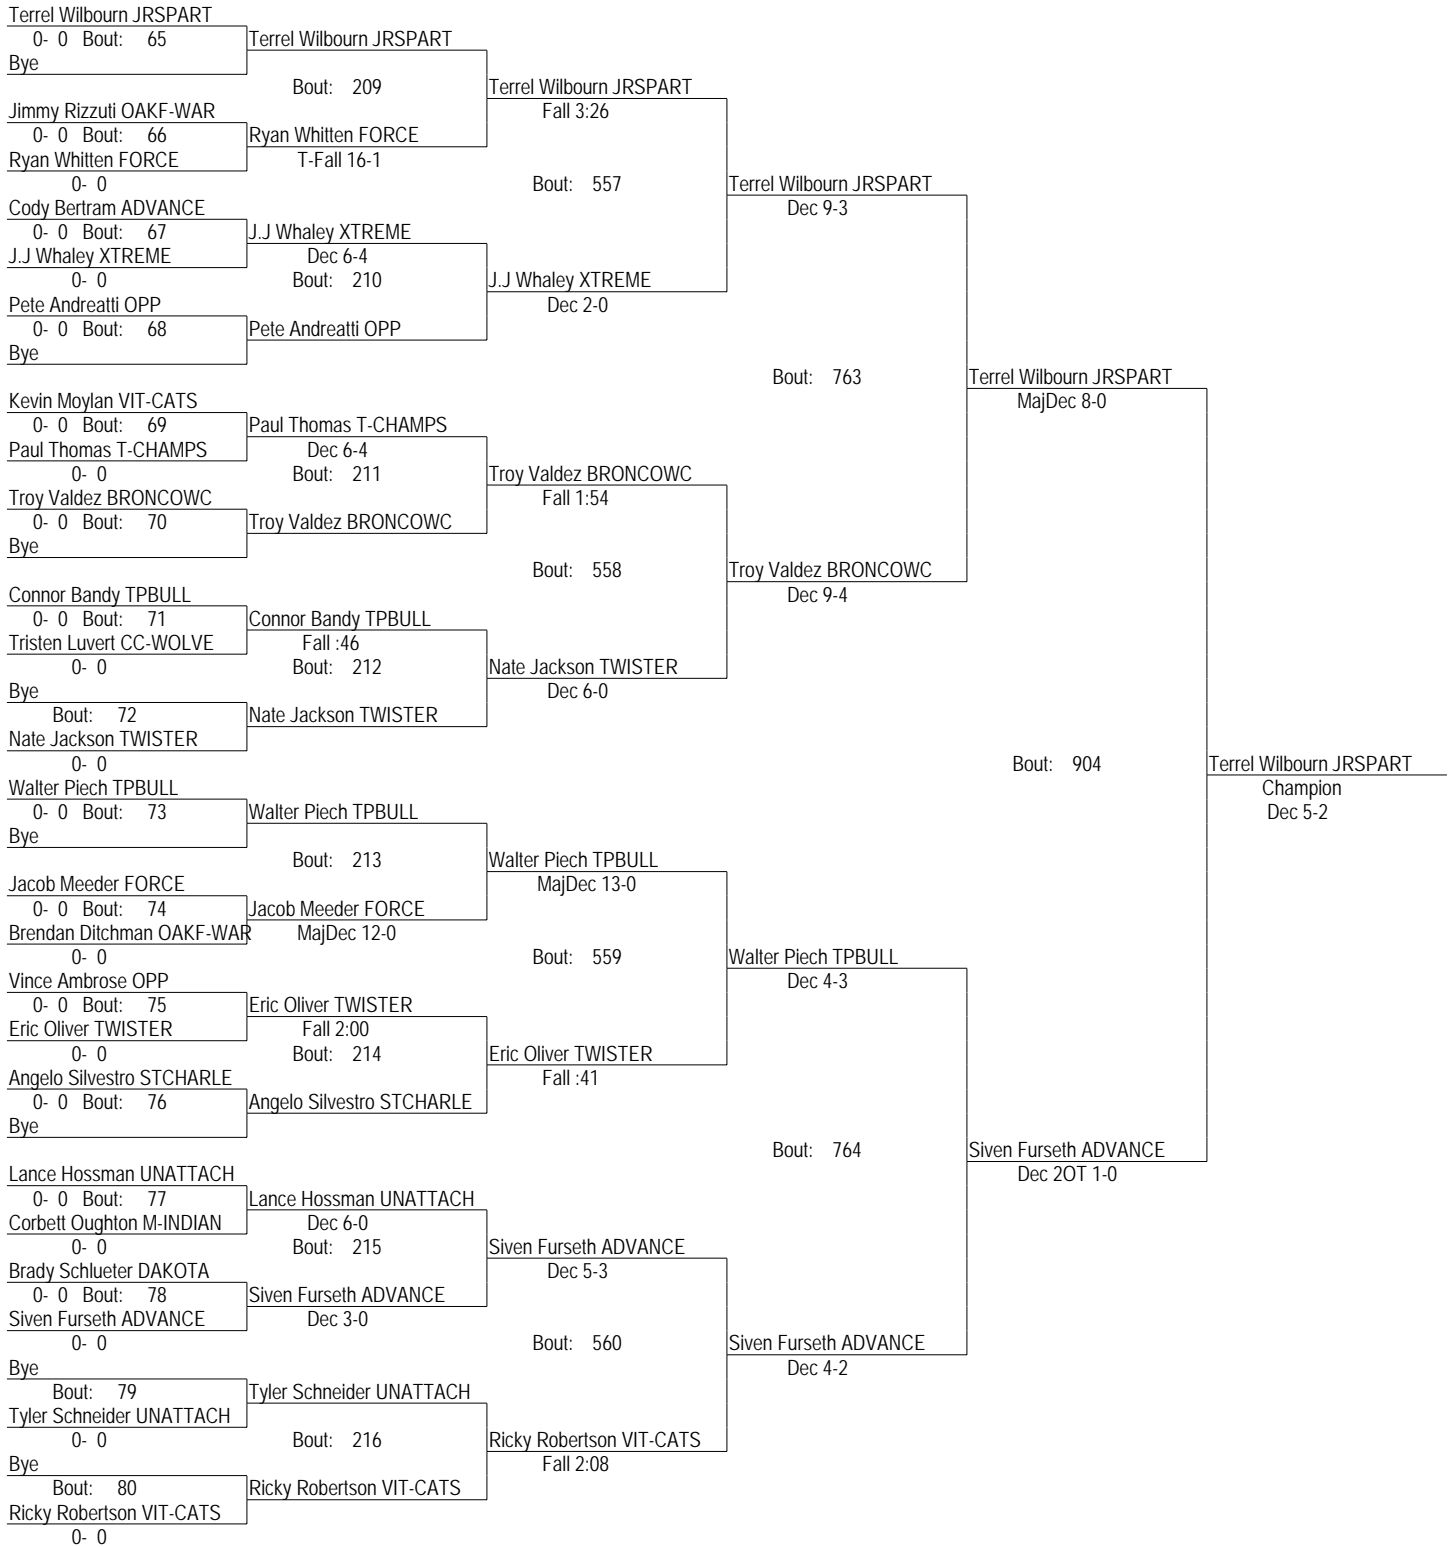 Terrel Wilbourn JRSPART
0- 0 Bout: 65 Terrel Wilbourn JRSPART
Bye
Bout: 209 Terrel Wilbourn JRSPART
Jimmy Rizzuti OAKF-WAR Fall 3:26
0- 0 Bout: 66 Ryan Whitten FORCE
Ryan Whitten FORCE T-Fall 16-1
0- 0 Bout: 557 Terrel Wilbourn JRSPART
Cody Bertram ADVANCE Dec 9-3
0- 0 Bout: 67 J.J Whaley XTREME
J.J Whaley XTREME Dec 6-4
0- 0 Bout: 210 J.J Whaley XTREME
Pete Andreatti OPP Dec 2-0
0- 0 Bout: 68 Pete Andreatti OPP
Bye
Bout: 763 Terrel Wilbourn JRSPART
Kevin Moylan VIT-CATS MajDec 8-0
0- 0 Bout: 69 Paul Thomas T-CHAMPS
Paul Thomas T-CHAMPS Dec 6-4
0- 0 Bout: 211 Troy Valdez BRONCOWC
Troy Valdez BRONCOWC Fall 1:54
0- 0 Bout: 70 Troy Valdez BRONCOWC
Bye
Bout: 558 Troy Valdez BRONCOWC
Connor Bandy TPBULL Dec 9-4
0- 0 Bout: 71 Connor Bandy TPBULL
Tristen Luvert CC-WOLVE Fall :46
0- 0 Bout: 212 Nate Jackson TWISTER
Bye Dec 6-0
Bout: 72 Nate Jackson TWISTER
Nate Jackson TWISTER
0- 0 Bout: 904 Terrel Wilbourn JRSPART
Walter Piech TPBULL Champion
0- 0 Bout: 73 Walter Piech TPBULL Dec 5-2
Bye
Bout: 213 Walter Piech TPBULL
Jacob Meeder FORCE MajDec 13-0
0- 0 Bout: 74 Jacob Meeder FORCE
Brendan Ditchman OAKF-WAR MajDec 12-0
0- 0 Bout: 559 Walter Piech TPBULL
Vince Ambrose OPP Dec 4-3
0- 0 Bout: 75 Eric Oliver TWISTER
Eric Oliver TWISTER Fall 2:00
0- 0 Bout: 214 Eric Oliver TWISTER
Angelo Silvestro STCHARLE Fall :41
0- 0 Bout: 76 Angelo Silvestro STCHARLE
Bye
Bout: 764 Siven Furseth ADVANCE
Lance Hossman UNATTACH Dec 2OT 1-0
0- 0 Bout: 77 Lance Hossman UNATTACH
Corbett Oughton M-INDIAN Dec 6-0
0- 0 Bout: 215 Siven Furseth ADVANCE
Brady Schlueter DAKOTA Dec 5-3
0- 0 Bout: 78 Siven Furseth ADVANCE
Siven Furseth ADVANCE Dec 3-0
0- 0 Bout: 560 Siven Furseth ADVANCE
Bye Dec 4-2
Bout: 79 Tyler Schneider UNATTACH
Tyler Schneider UNATTACH
0- 0 Bout: 216 Ricky Robertson VIT-CATS
Bye Fall 2:08
Bout: 80 Ricky Robertson VIT-CATS
Ricky Robertson VIT-CATS
0- 0